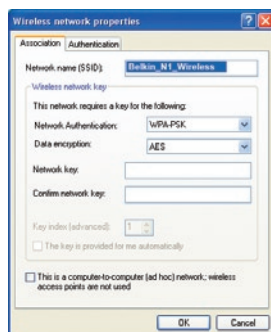 Wireless network properties
Association
Authentication
Network name (SSID):
Belkin_N1_Wireless
Wireless network key
This network requires a key for the following:
Network Authentication:
WPA-PSK
Data encryption:
AES
Network key:
Confirm network key:
Key index (advanced):
1
The key is provided for me automatically
This is a computer-to-computer (ad hoc) network; wireless
access points are not used
OK
Cancel